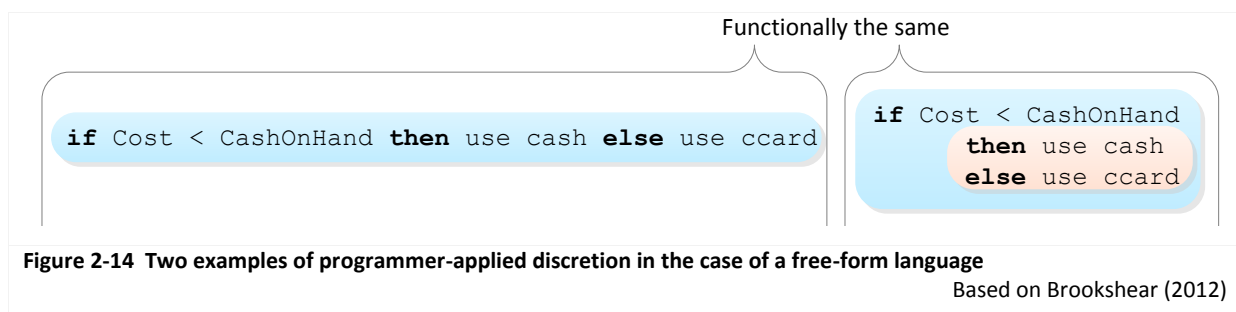 Functionally the same
if Cost < CashOnHand then use cash else use ccard
if Cost < CashOnHand
then use cash
else use ccard
Figure 2-14 Two examples of programmer-applied discretion in the case of a free-form language
Based on Brookshear (2012)